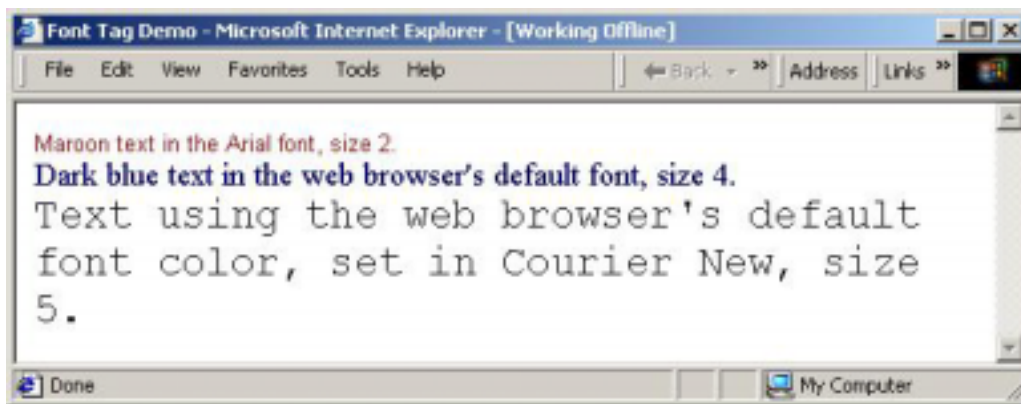 Font Tag Demo - Microsoft Internet Explorer - [Working Offline]
File Edit View Favorites Tools Help Back » Address Links »
Maroon text in the Arial font, size 2.
Dark blue text in the web browser's default font, size 4.
Text using the web browser's default
font color, set in Courier New, size
5.
Done My Computer